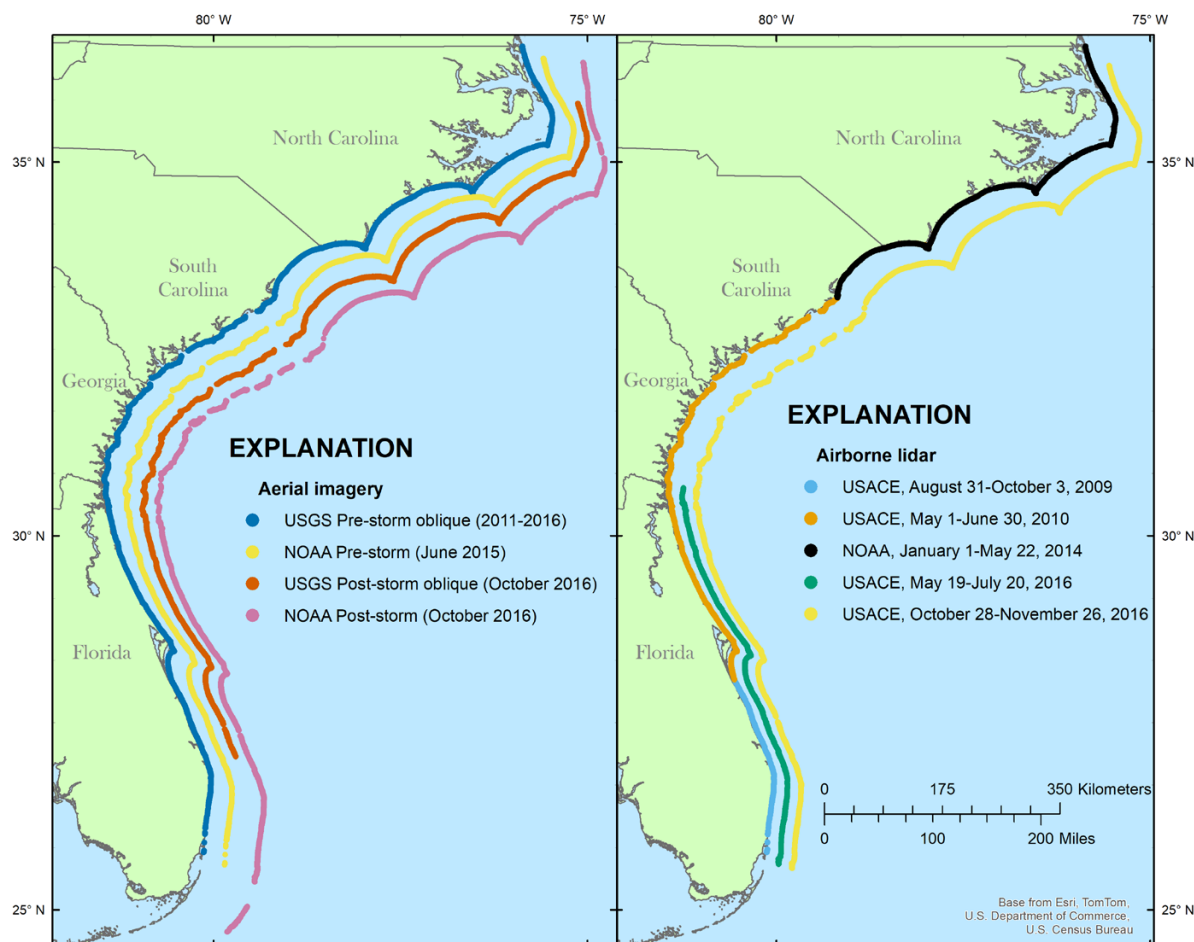 80° W
75° W
80° W
75° W
35° N
30° N
25° N
North Carolina
South
Carolina
Georgia
Florida
EXPLANATION
Aerial imagery
USGS Pre-storm oblique (2011-2016)
NOAA Pre-storm (June 2015)
USGS Post-storm oblique (October 2016)
NOAA Post-storm (October 2016)
North Carolina
South
Carolina
Georgia
Florida
EXPLANATION
Airborne lidar
USACE, August 31-October 3, 2009
USACE, May 1-June 30, 2010
NOAA, January 1-May 22, 2014
USACE, May 19-July 20, 2016
USACE, October 28-November 26, 2016
0 175 350 Kilometers
0 100 200 Miles
Base from Esri, TomTom,
U.S. Department of Commerce,
U.S. Census Bureau
35° N
30° N
25° N